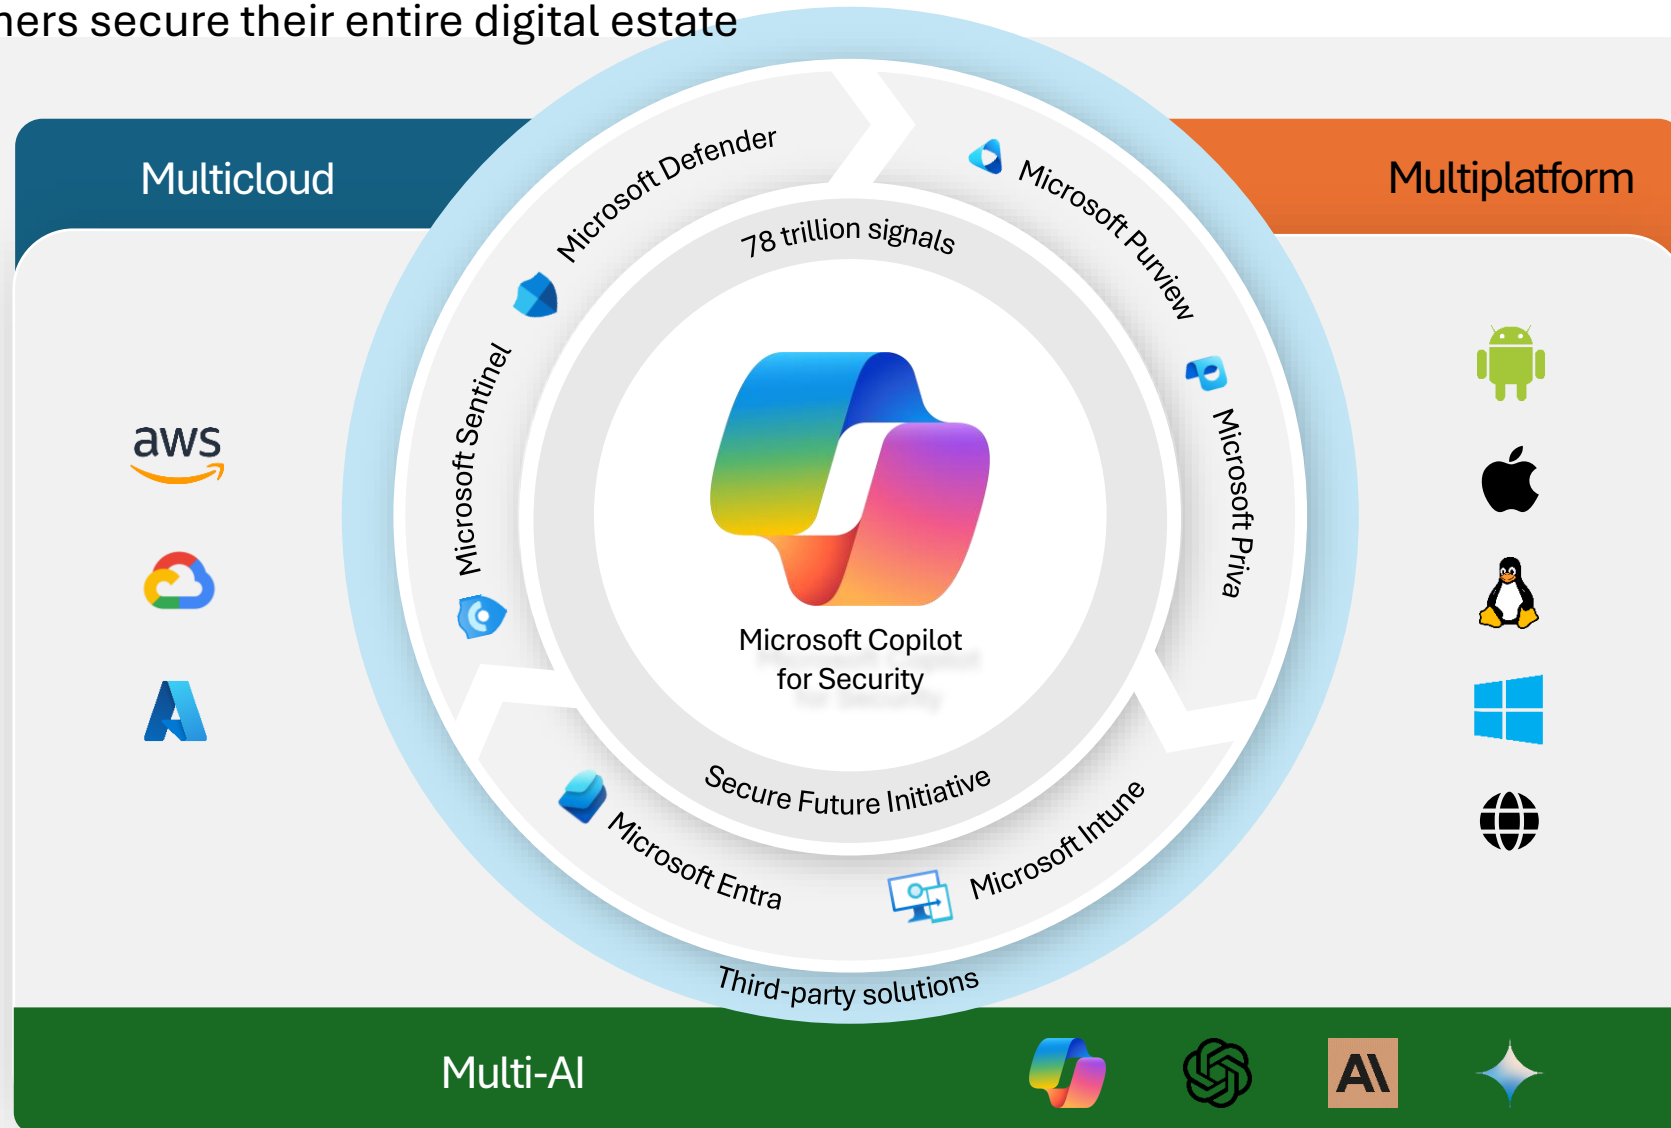 ners secure their entire digital estate
Multicloud
Multiplatform
Microsoft Defender
Microsoft Purview
78 trillion signals
Microsoft Sentinel
Microsoft Priva
aws
Microsoft Copilot
for Security
Secure Future Initiative
Microsoft Entra
Microsoft Intune
Third-party solutions
Multi-AI
A\